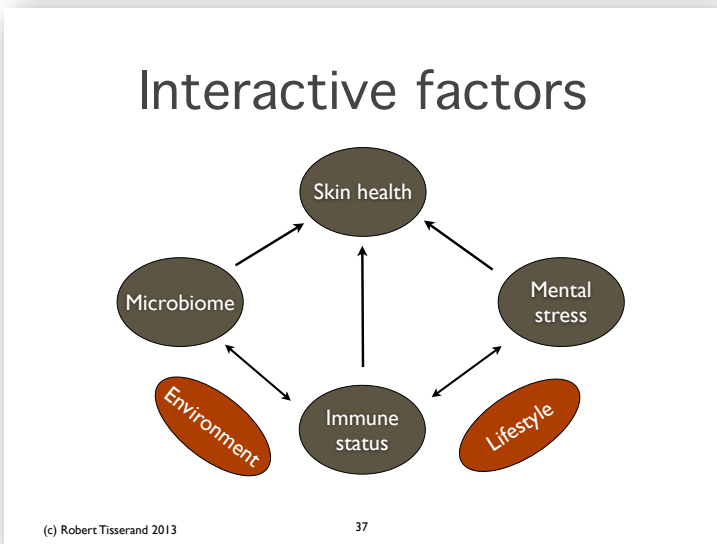 Interactive factors
Skin health
Microbiome
Mental
stress
Environment
Immune
status
Lifestyle
(c) Robert Tisserand 2013
37